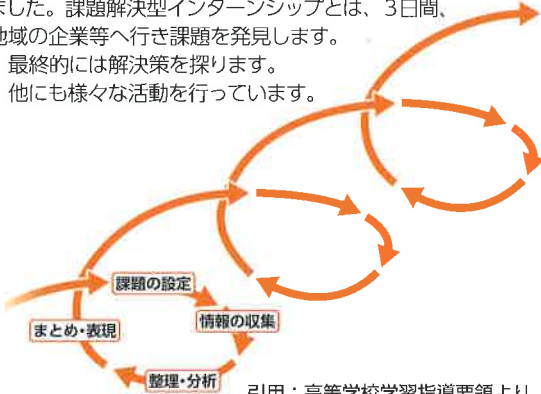 ました。課題解決型インターンシップとは、3日間、
地域の企業等へ行き課題を発見します。
最終的には解決策を探ります。
他にも様々な活動を行っています。
課題の設定
情報の収集
まとめ・表現
整理・分析
引用：高等学校学習指導要領より